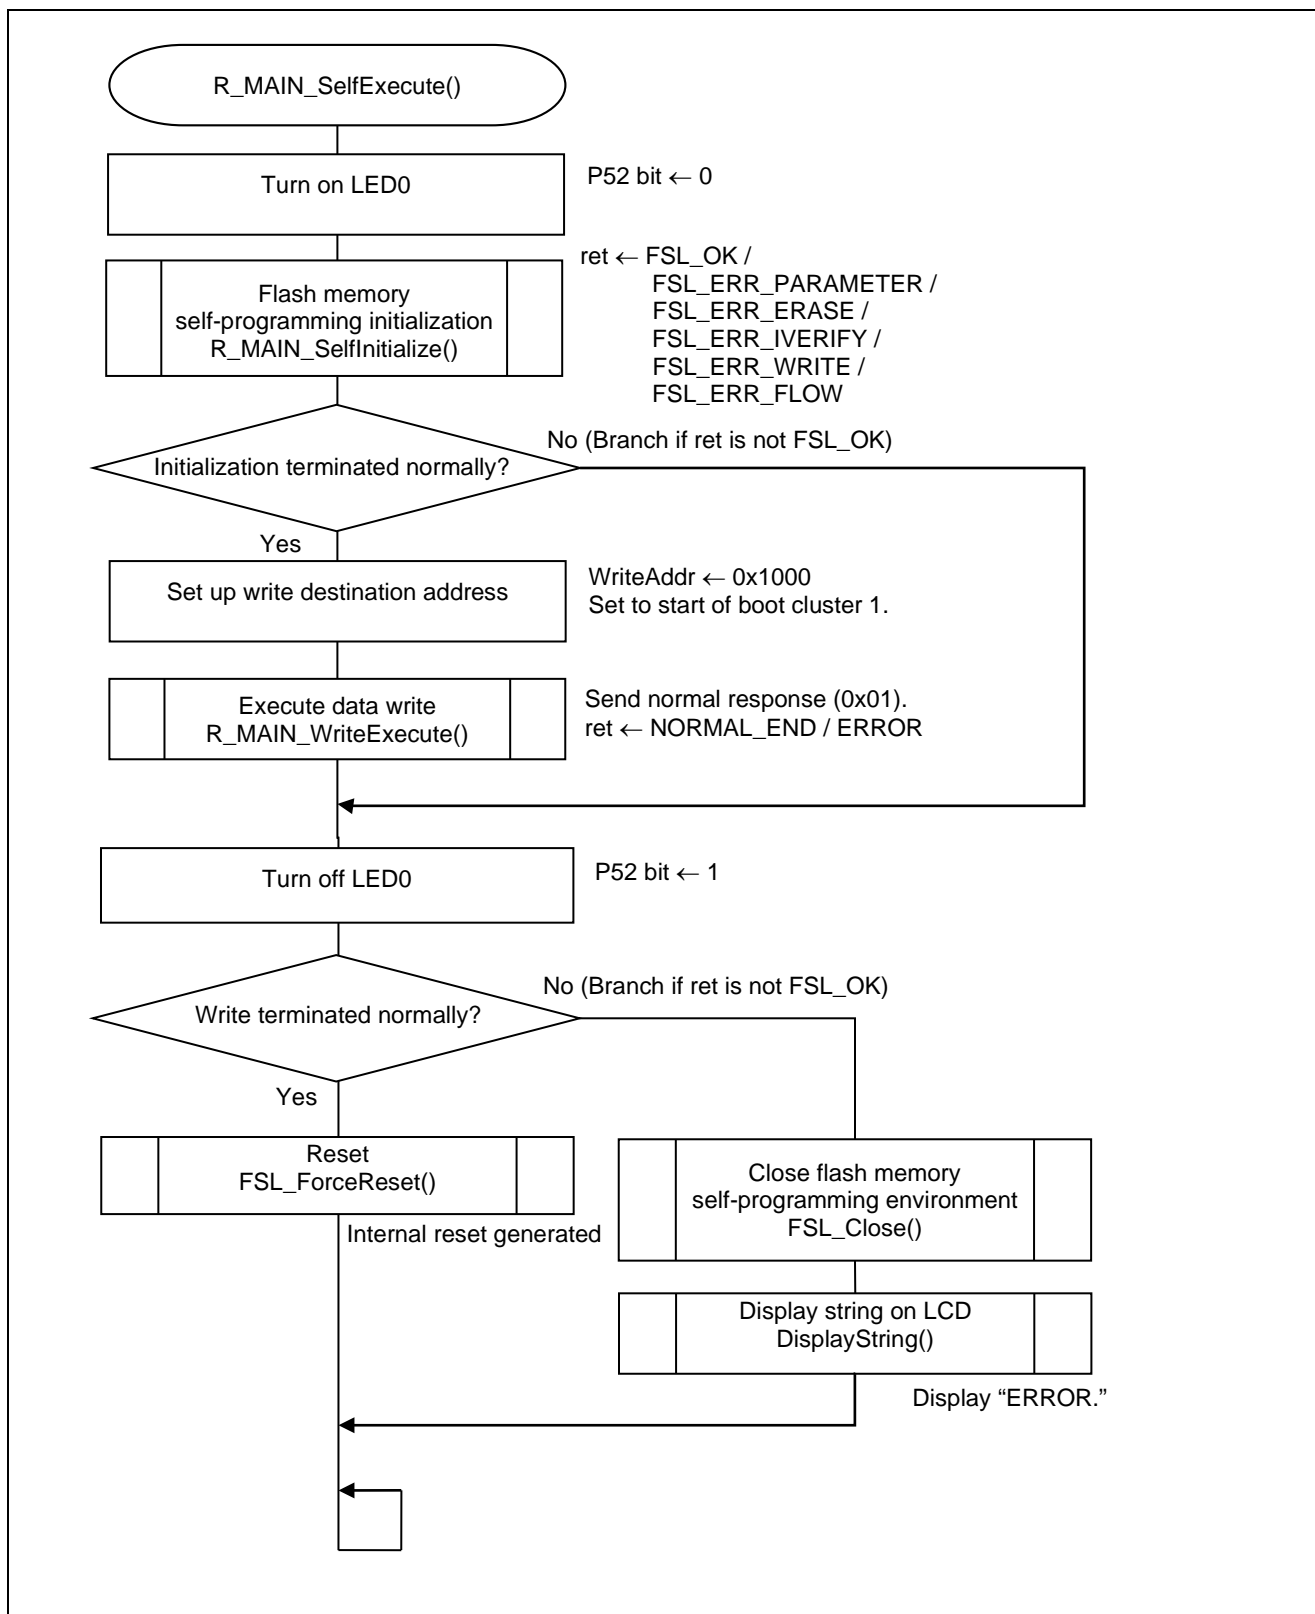 R_MAIN_SelfExecute()
Turn on LED0
P52 bit ← 0
Flash memory
self-programming initialization
R_MAIN_SelfInitialize()
ret ← FSL_OK /
FSL_ERR_PARAMETER /
FSL_ERR_ERASE /
FSL_ERR_IVERIFY /
FSL_ERR_WRITE /
FSL_ERR_FLOW
Initialization terminated normally?
No (Branch if ret is not FSL_OK)
Yes
Set up write destination address
WriteAddr ← 0x1000
Set to start of boot cluster 1.
Execute data write
R_MAIN_WriteExecute()
Send normal response (0x01).
ret ← NORMAL_END / ERROR
Turn off LED0
P52 bit ← 1
Write terminated normally?
No (Branch if ret is not FSL_OK)
Yes
Reset
FSL_ForceReset()
Internal reset generated
Close flash memory
self-programming environment
FSL_Close()
Display string on LCD
DisplayString()
Display “ERROR.”